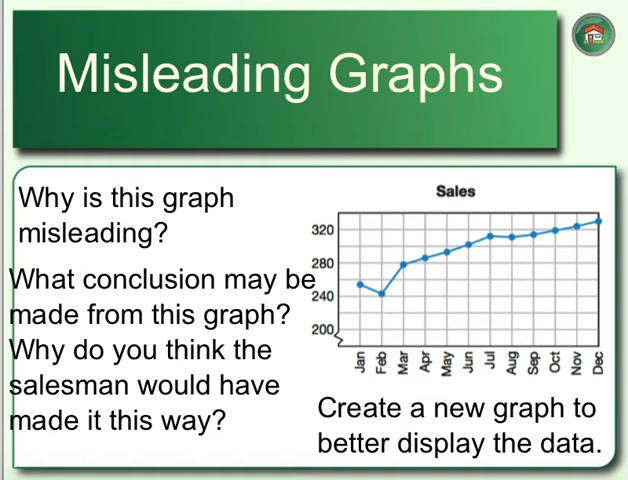 Misleading Graphs
Why is this graph
misleading?
What conclusion may be
made from this graph?
Why do you think the
salesman would have
made it this way?
Sales
320
280
240
200
Jan
Feb
Mar
Apr
May
Jun
Jul
Aug
Sep
Oct
Nov
Dec
Create a new graph to
better display the data.